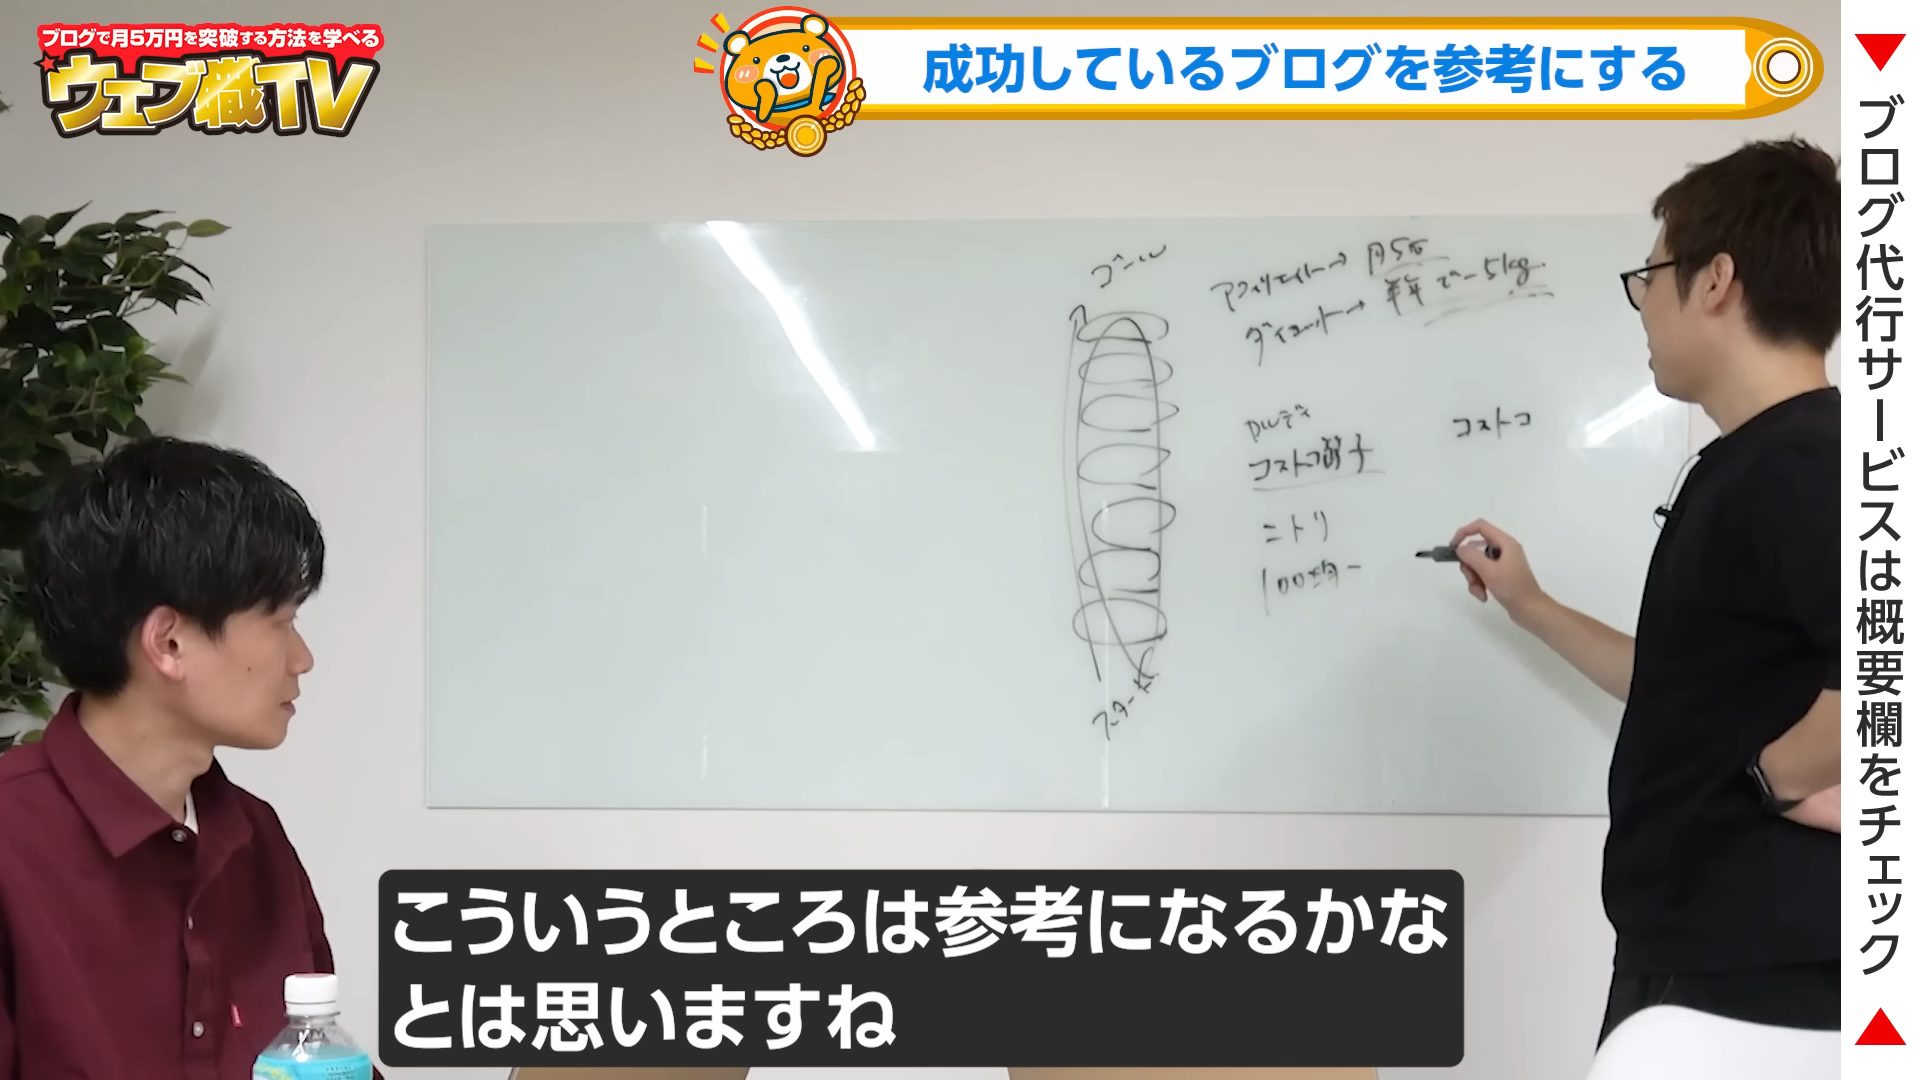 ブログで月5万円を突破する方法を学べる
ウェブ職TV
成功しているブログを参考にする
ゴール
アフィリエイト→ 月5万
ダイエット→ 半年で-5kg
カルディ
コストコ
コストコ男子
ニトリ
100均一
スタート
こういうところは参考になるかな
とは思いますね
▼ブログ代行サービスは概要欄をチェック▲